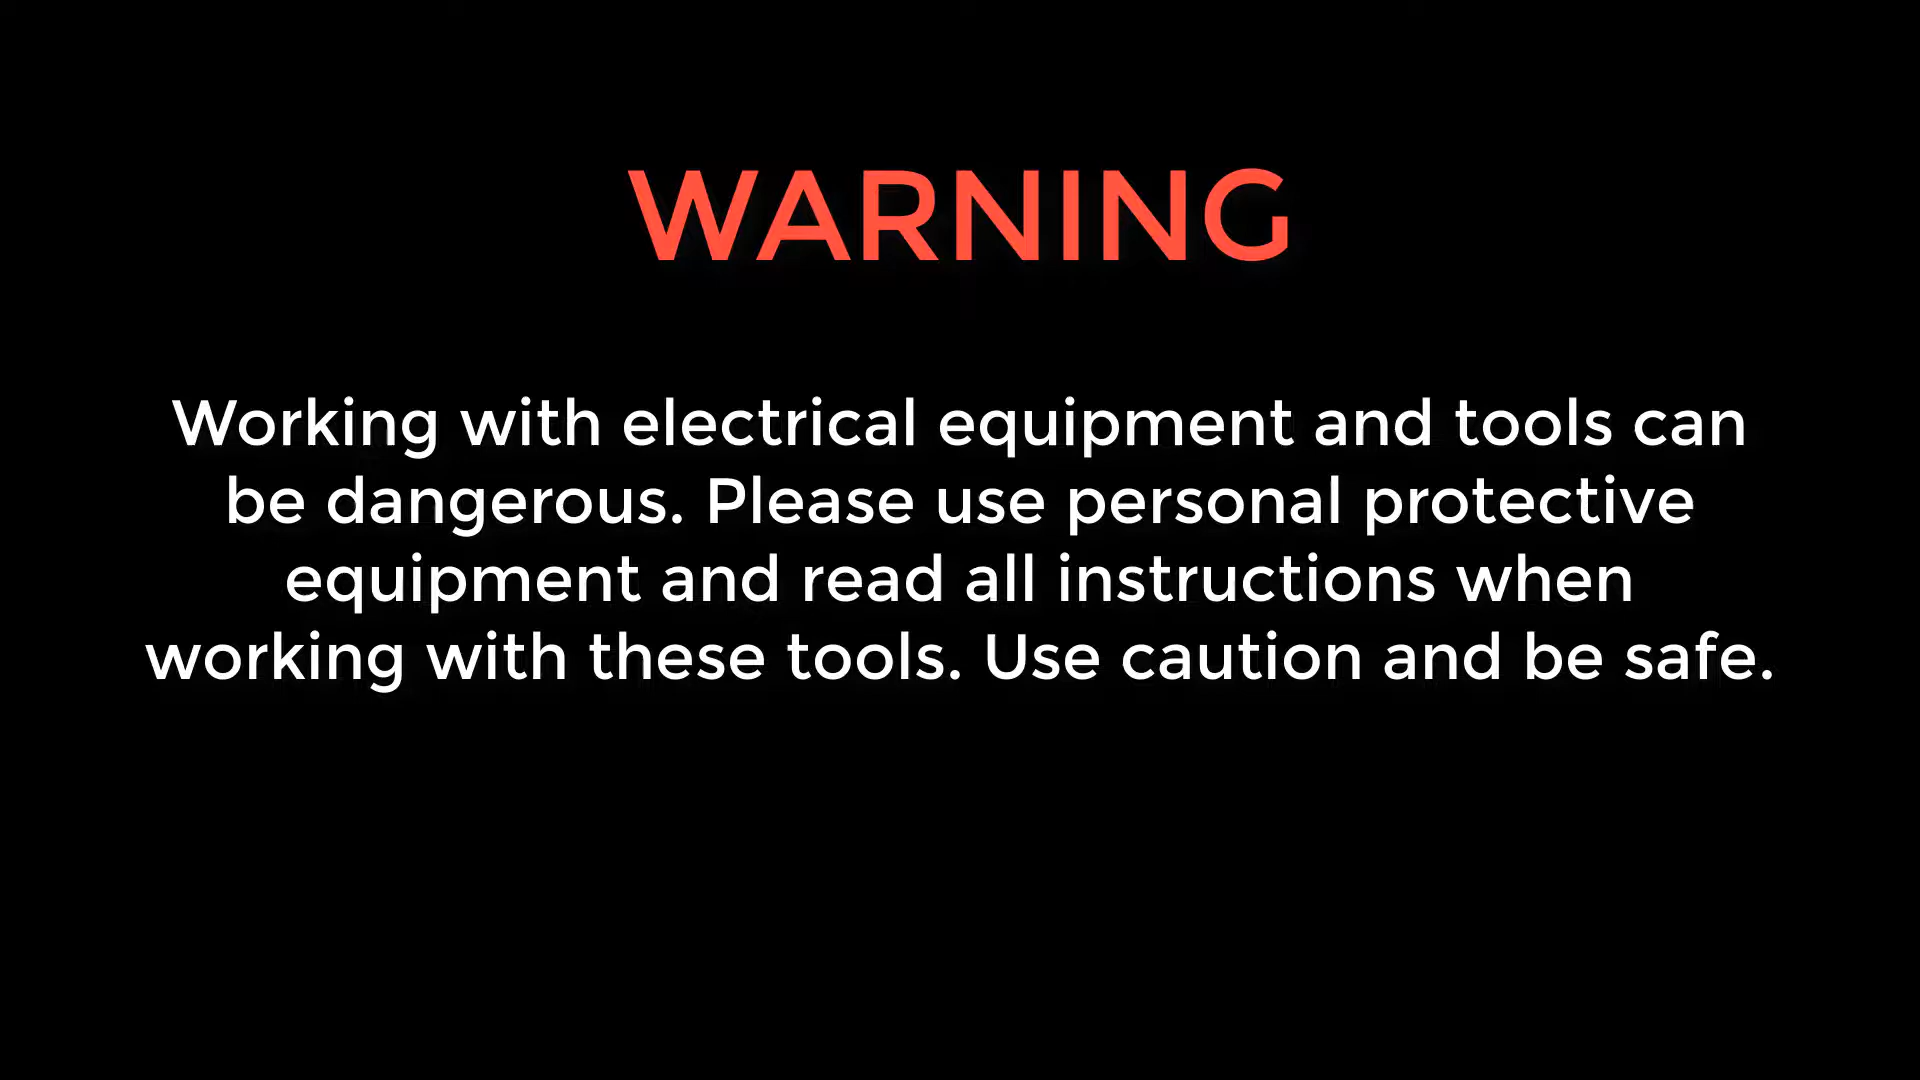 WARNING
Working with electrical equipment and tools can
be dangerous. Please use personal protective
equipment and read all instructions when
working with these tools. Use caution and be safe.